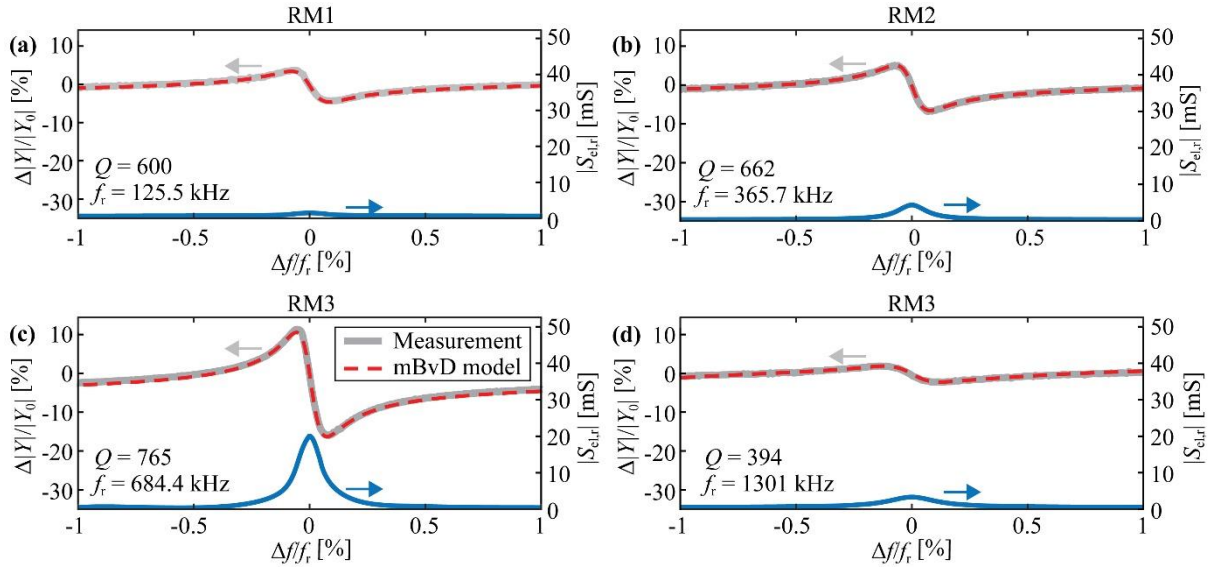 RM1
(a)
10
0
-10
-20
-30
Δ|Y|/|Y₀| [%]
50
40
30
20
10
0
|Sₑₗ,ᵣ| [mS]
Q = 600
fᵣ = 125.5 kHz
-1 -0.5 0 0.5 1
Δf/fᵣ [%]
RM2
(b)
10
0
-10
-20
-30
Δ|Y|/|Y₀| [%]
50
40
30
20
10
0
|Sₑₗ,ᵣ| [mS]
Q = 662
fᵣ = 365.7 kHz
-1 -0.5 0 0.5 1
Δf/fᵣ [%]
RM3
(c)
10
0
-10
-20
-30
Δ|Y|/|Y₀| [%]
50
40
30
20
10
0
|Sₑₗ,ᵣ| [mS]
Measurement
mBvD model
Q = 765
fᵣ = 684.4 kHz
-1 -0.5 0 0.5 1
Δf/fᵣ [%]
RM3
(d)
10
0
-10
-20
-30
Δ|Y|/|Y₀| [%]
50
40
30
20
10
0
|Sₑₗ,ᵣ| [mS]
Q = 394
fᵣ = 1301 kHz
-1 -0.5 0 0.5 1
Δf/fᵣ [%]